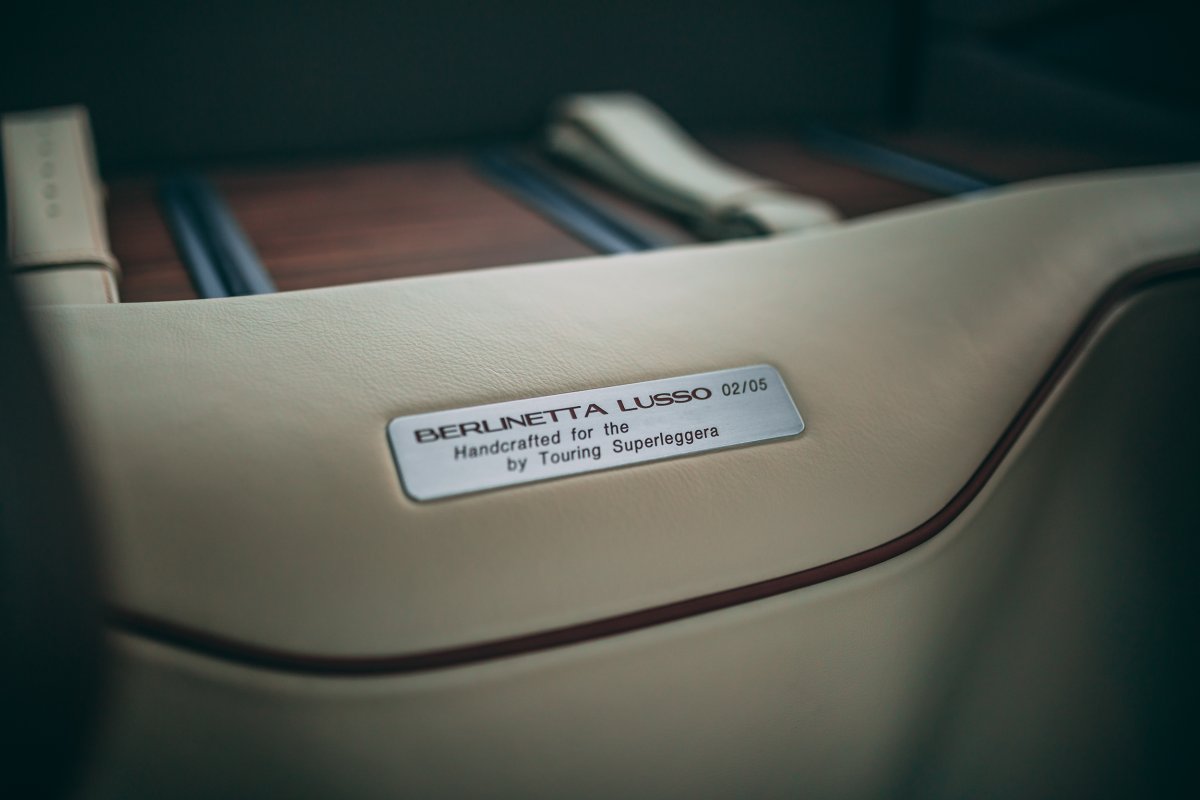 BERLINETTA LUSSO 02/05
Handcrafted for the
by Touring Superleggera